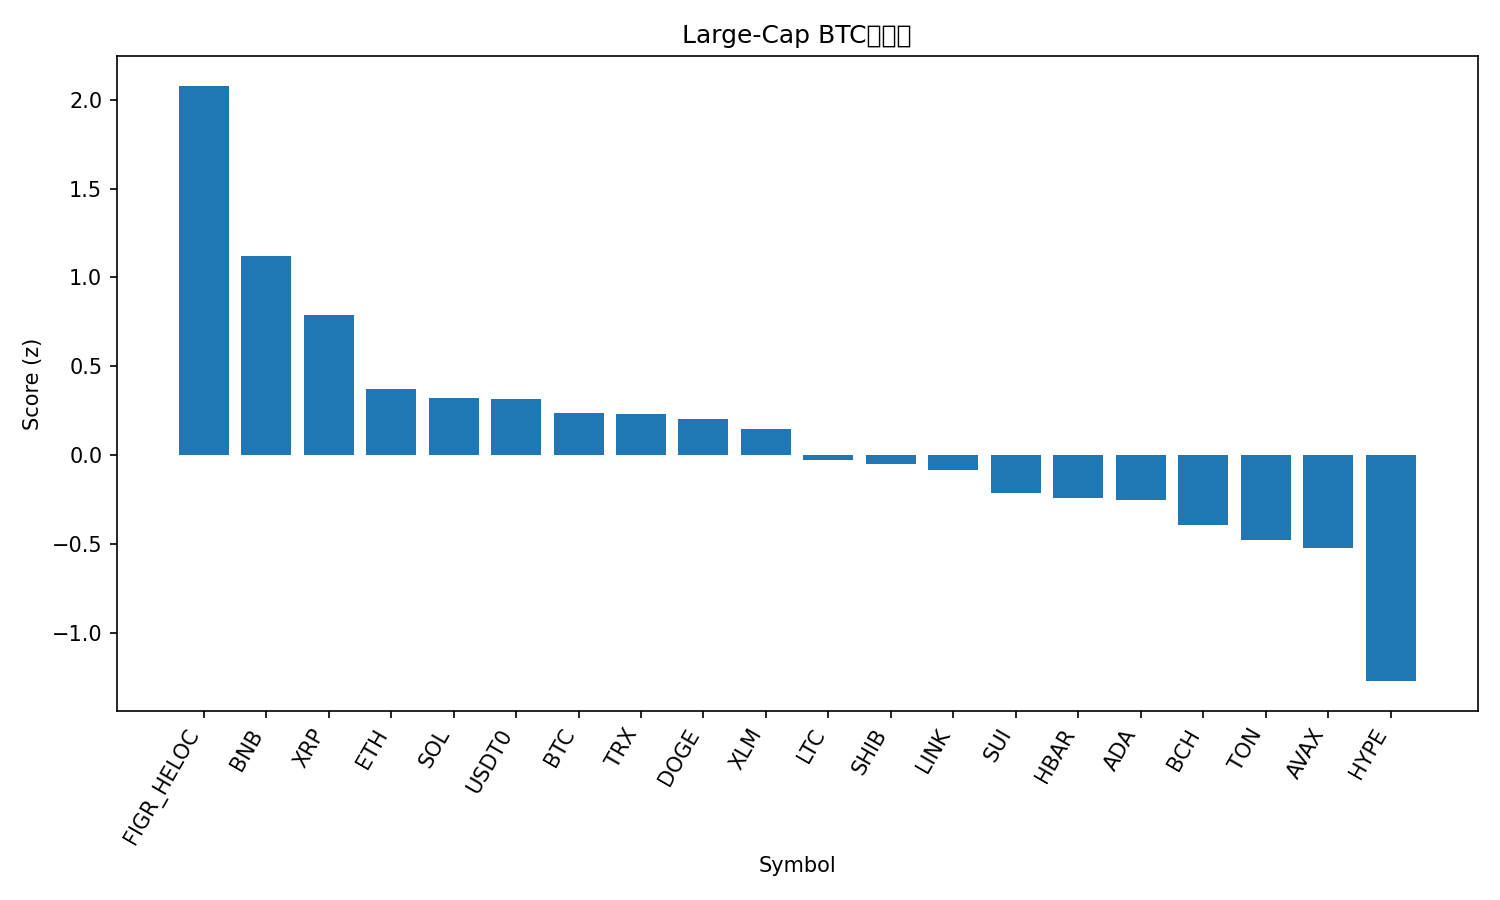 Large-Cap BTC
Score (z)
2.0
1.5
1.0
0.5
0.0
−0.5
−1.0
FIGR_HELOC
BNB
XRP
ETH
SOL
USDT0
BTC
TRX
DOGE
XLM
LTC
SHIB
LINK
SUI
HBAR
ADA
BCH
TON
AVAX
HYPE
Symbol